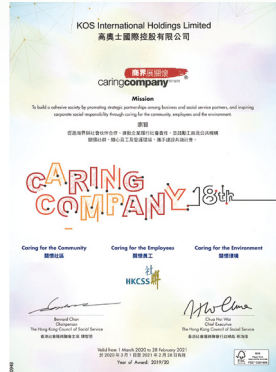 KOS International Holdings Limited
高奧士國際控股有限公司
商界展關懷
caringcompany
Mission
To build a cohesive society by promoting strategic partnerships among business and social service partners, and inspiring
corporate social responsibility through caring for the community, employees and the environment.
CARING
COMPANY 18th
Caring for the Community
關懷社區
Caring for the Employees
關懷員工
Caring for the Environment
關懷環境
HKCSS
Bernard Chan
Chairperson
The Hong Kong Council of Social Service
Chua Hoi Wai
Chief Executive
The Hong Kong Council of Social Service
Valid from 1 March 2020 to 28 February 2021
Year of Award: 2019/20